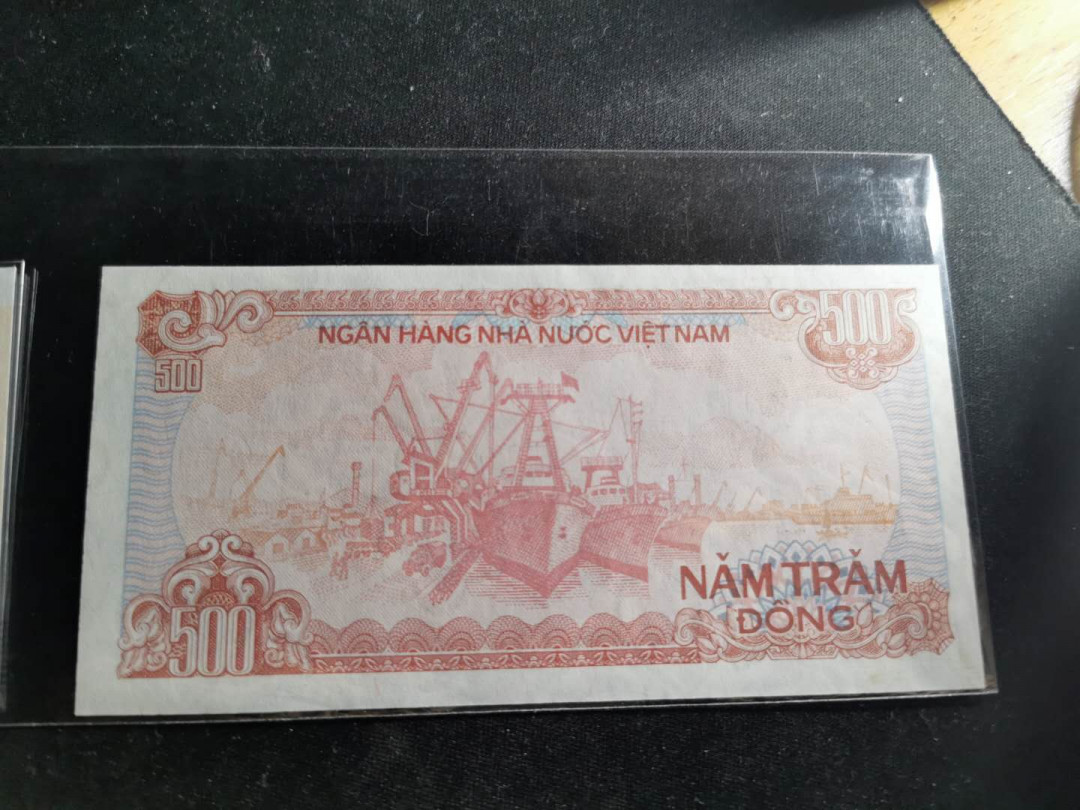 500
NGÂN HÀNG NHÀ NƯỚC VIỆT NAM
500
500
NĂM TRĂM
ĐỒNG